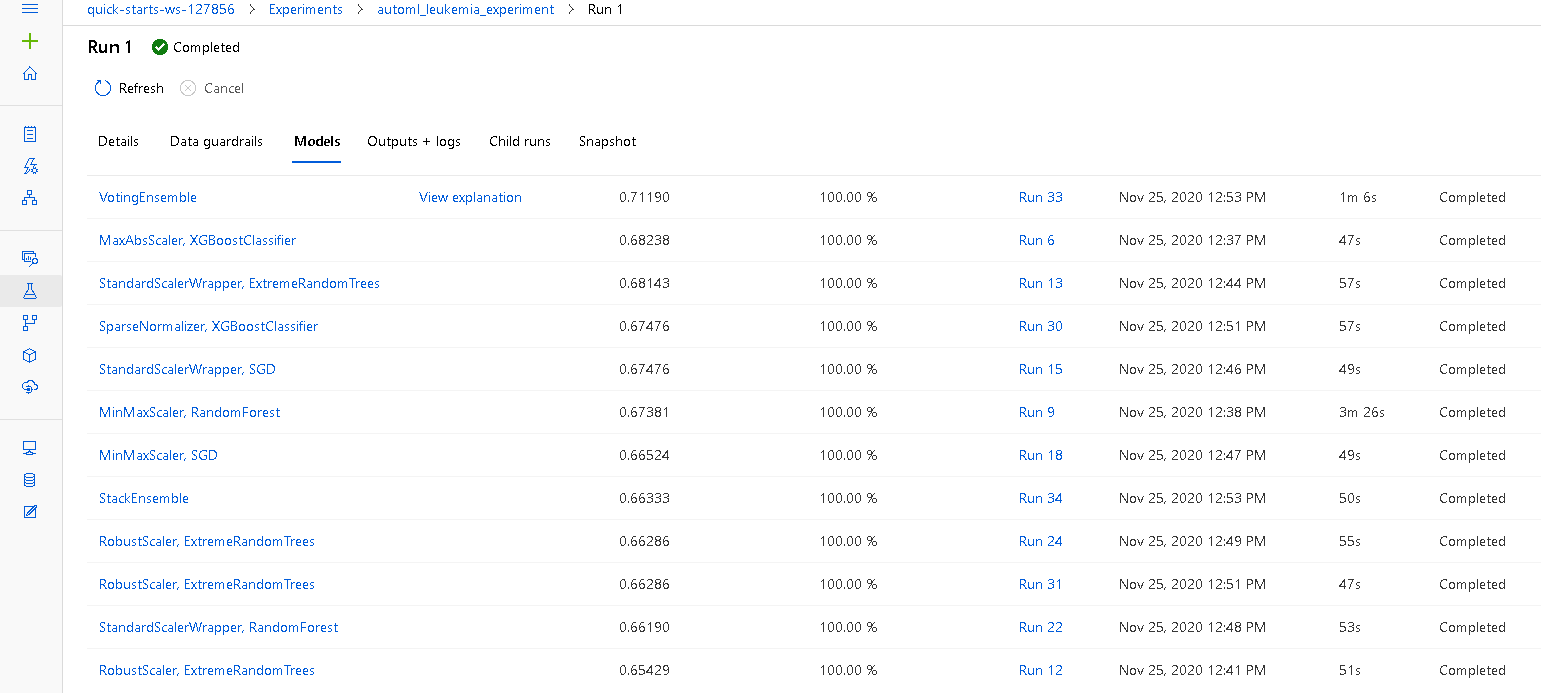 quick-starts-ws-127856 > Experiments > automl_leukemia_experiment > Run 1
Run 1 Completed
Refresh Cancel
Details Data guardrails Models Outputs + logs Child runs Snapshot
VotingEnsemble View explanation 0.71190 100.00 % Run 33 Nov 25, 2020 12:53 PM 1m 6s Completed
MaxAbsScaler, XGBoostClassifier 0.68238 100.00 % Run 6 Nov 25, 2020 12:37 PM 47s Completed
StandardScalerWrapper, ExtremeRandomTrees 0.68143 100.00 % Run 13 Nov 25, 2020 12:44 PM 57s Completed
SparseNormalizer, XGBoostClassifier 0.67476 100.00 % Run 30 Nov 25, 2020 12:51 PM 57s Completed
StandardScalerWrapper, SGD 0.67476 100.00 % Run 15 Nov 25, 2020 12:46 PM 49s Completed
MinMaxScaler, RandomForest 0.67381 100.00 % Run 9 Nov 25, 2020 12:38 PM 3m 26s Completed
MinMaxScaler, SGD 0.66524 100.00 % Run 18 Nov 25, 2020 12:47 PM 49s Completed
StackEnsemble 0.66333 100.00 % Run 34 Nov 25, 2020 12:53 PM 50s Completed
RobustScaler, ExtremeRandomTrees 0.66286 100.00 % Run 24 Nov 25, 2020 12:49 PM 55s Completed
RobustScaler, ExtremeRandomTrees 0.66286 100.00 % Run 31 Nov 25, 2020 12:51 PM 47s Completed
StandardScalerWrapper, RandomForest 0.66190 100.00 % Run 22 Nov 25, 2020 12:48 PM 53s Completed
RobustScaler, ExtremeRandomTrees 0.65429 100.00 % Run 12 Nov 25, 2020 12:41 PM 51s Completed